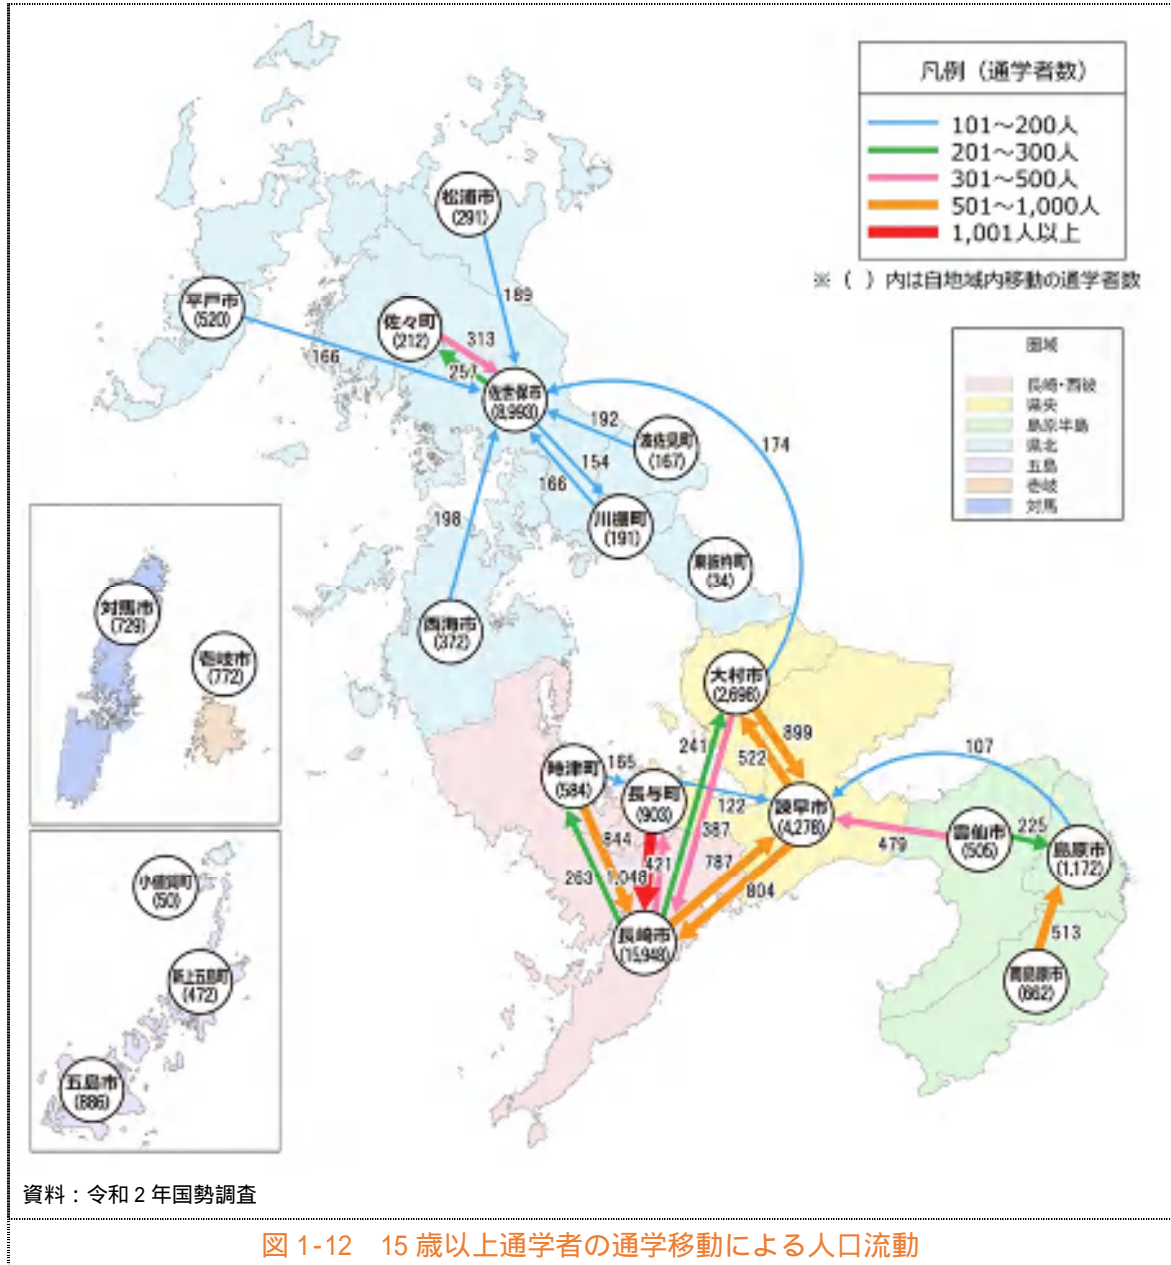 凡例（通学者数）
101～200人
201～300人
301～500人
501～1,000人
1,001人以上
※（ ）内は自地域内移動の通学者数
圏域
長崎・西彼
県央
島原半島
県北
五島
壱岐
対馬
松浦市
(291)
189
平戸市
(520)
166
佐々町
(212)
313
257
佐世保市
(8,993)
192
波佐見町
(167)
174
154
166
川棚町
(191)
198
東彼杵町
(34)
西海市
(372)
対馬市
(729)
壱岐市
(772)
大村市
(2,696)
899
522
241
387
107
時津町
(584)
165
長与町
(903)
122
諫早市
(4,278)
479
雲仙市
(506)
225
島原市
(1,172)
844
263
1,048
421
787
804
長崎市
(15,948)
513
南島原市
(662)
小値賀町
(50)
新上五島町
(472)
五島市
(886)
資料：令和２年国勢調査
図 1-12　15 歳以上通学者の通学移動による人口流動